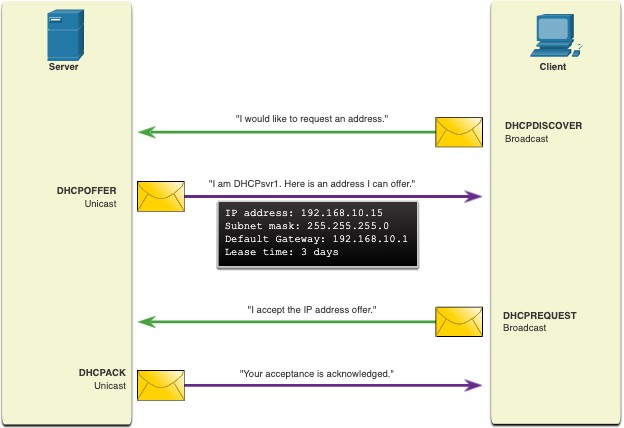 Server
Client
"I would like to request an address."
DHCPDISCOVER
Broadcast
DHCPOFFER
Unicast
"I am DHCPsvr1. Here is an address I can offer."
IP address: 192.168.10.15
Subnet mask: 255.255.255.0
Default Gateway: 192.168.10.1
Lease time: 3 days
"I accept the IP address offer."
DHCPREQUEST
Broadcast
DHCPACK
Unicast
"Your acceptance is acknowledged."